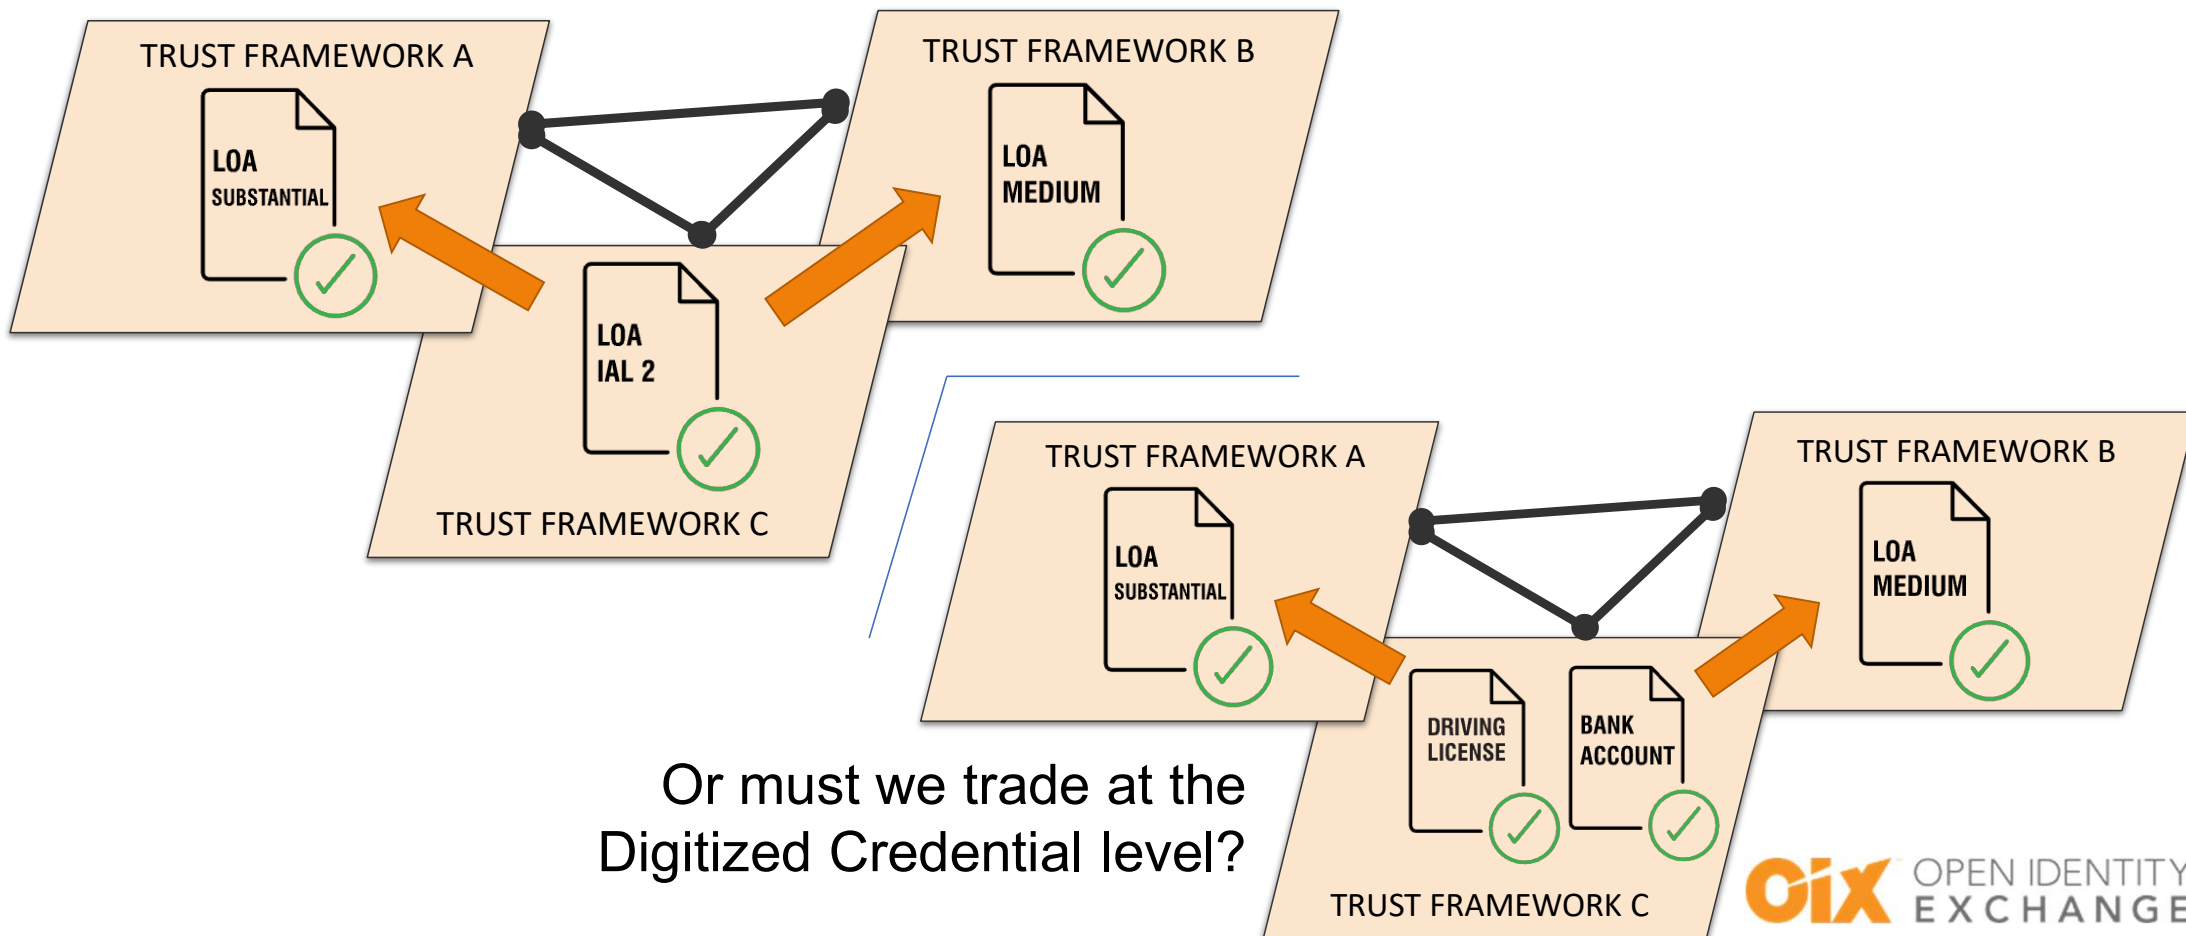 TRUST FRAMEWORK A
LOA
SUBSTANTIAL
TRUST FRAMEWORK B
LOA
MEDIUM
LOA
IAL 2
TRUST FRAMEWORK C
TRUST FRAMEWORK A
LOA
SUBSTANTIAL
TRUST FRAMEWORK B
LOA
MEDIUM
DRIVING
LICENSE
BANK
ACCOUNT
TRUST FRAMEWORK C
Or must we trade at the
Digitized Credential level?
OiX
OPEN IDENTITY
EXCHANGE